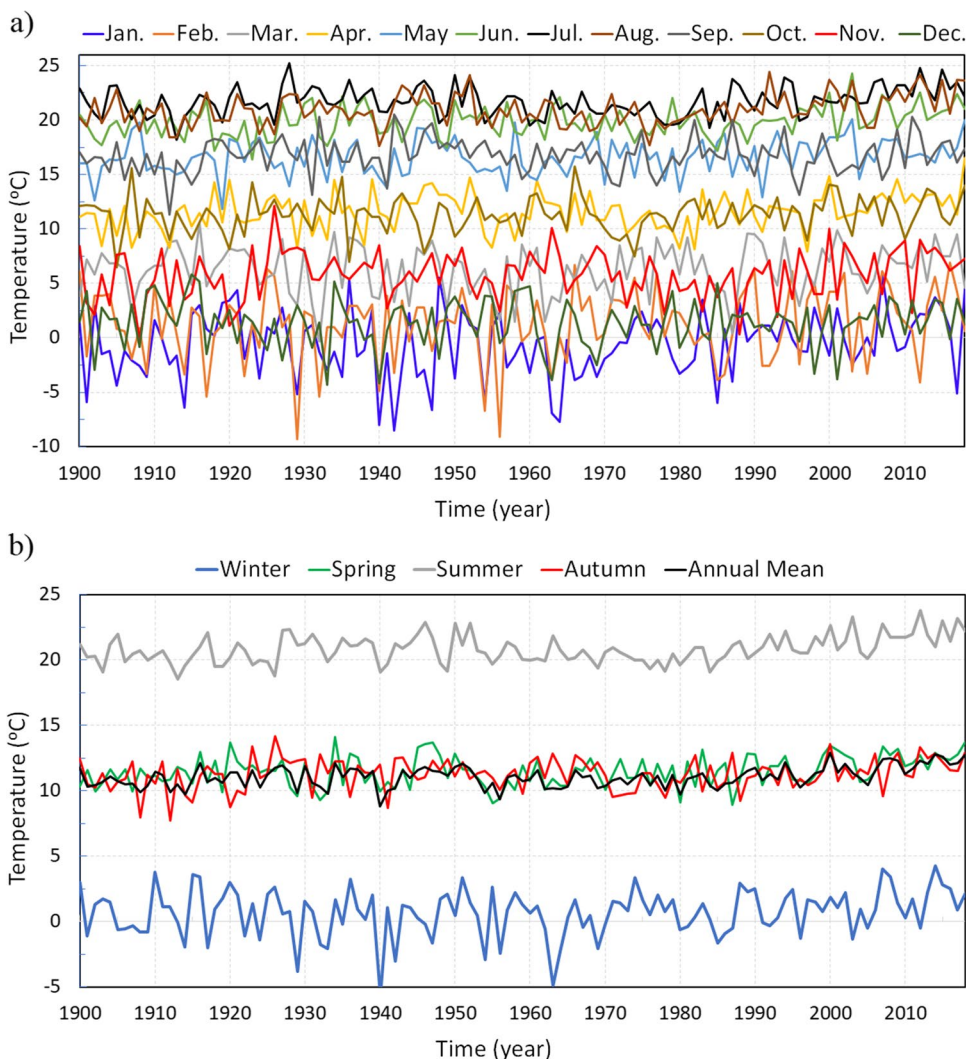 a)
Jan. Feb. Mar. Apr. May Jun. Jul. Aug. Sep. Oct. Nov. Dec.
25
20
15
10
5
0
-5
-10
Temperature (ºC)
1900 1910 1920 1930 1940 1950 1960 1970 1980 1990 2000 2010
Time (year)
b)
Winter Spring Summer Autumn Annual Mean
25
20
15
10
5
0
-5
Temperature (ºC)
1900 1910 1920 1930 1940 1950 1960 1970 1980 1990 2000 2010
Time (year)